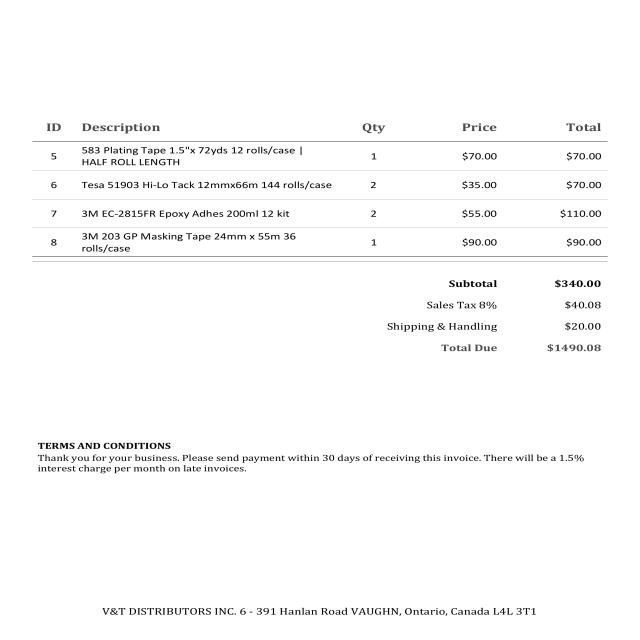 ID Description Qty Price Total
5 583 Plating Tape 1.5"x 72yds 12 rolls/case | 1 $70.00 $70.00
HALF ROLL LENGTH
6 Tesa 51903 Hi-Lo Tack 12mmx66m 144 rolls/case 2 $35.00 $70.00
7 3M EC-2815FR Epoxy Adhes 200ml 12 kit 2 $55.00 $110.00
8 3M 203 GP Masking Tape 24mm x 55m 36 1 $90.00 $90.00
rolls/case
Subtotal $340.00
Sales Tax 8% $40.08
Shipping & Handling $20.00
Total Due $1490.08
TERMS AND CONDITIONS
Thank you for your business. Please send payment within 30 days of receiving this invoice. There will be a 1.5%
interest charge per month on late invoices.
V&T DISTRIBUTORS INC. 6 - 391 Hanlan Road VAUGHN, Ontario, Canada L4L 3T1